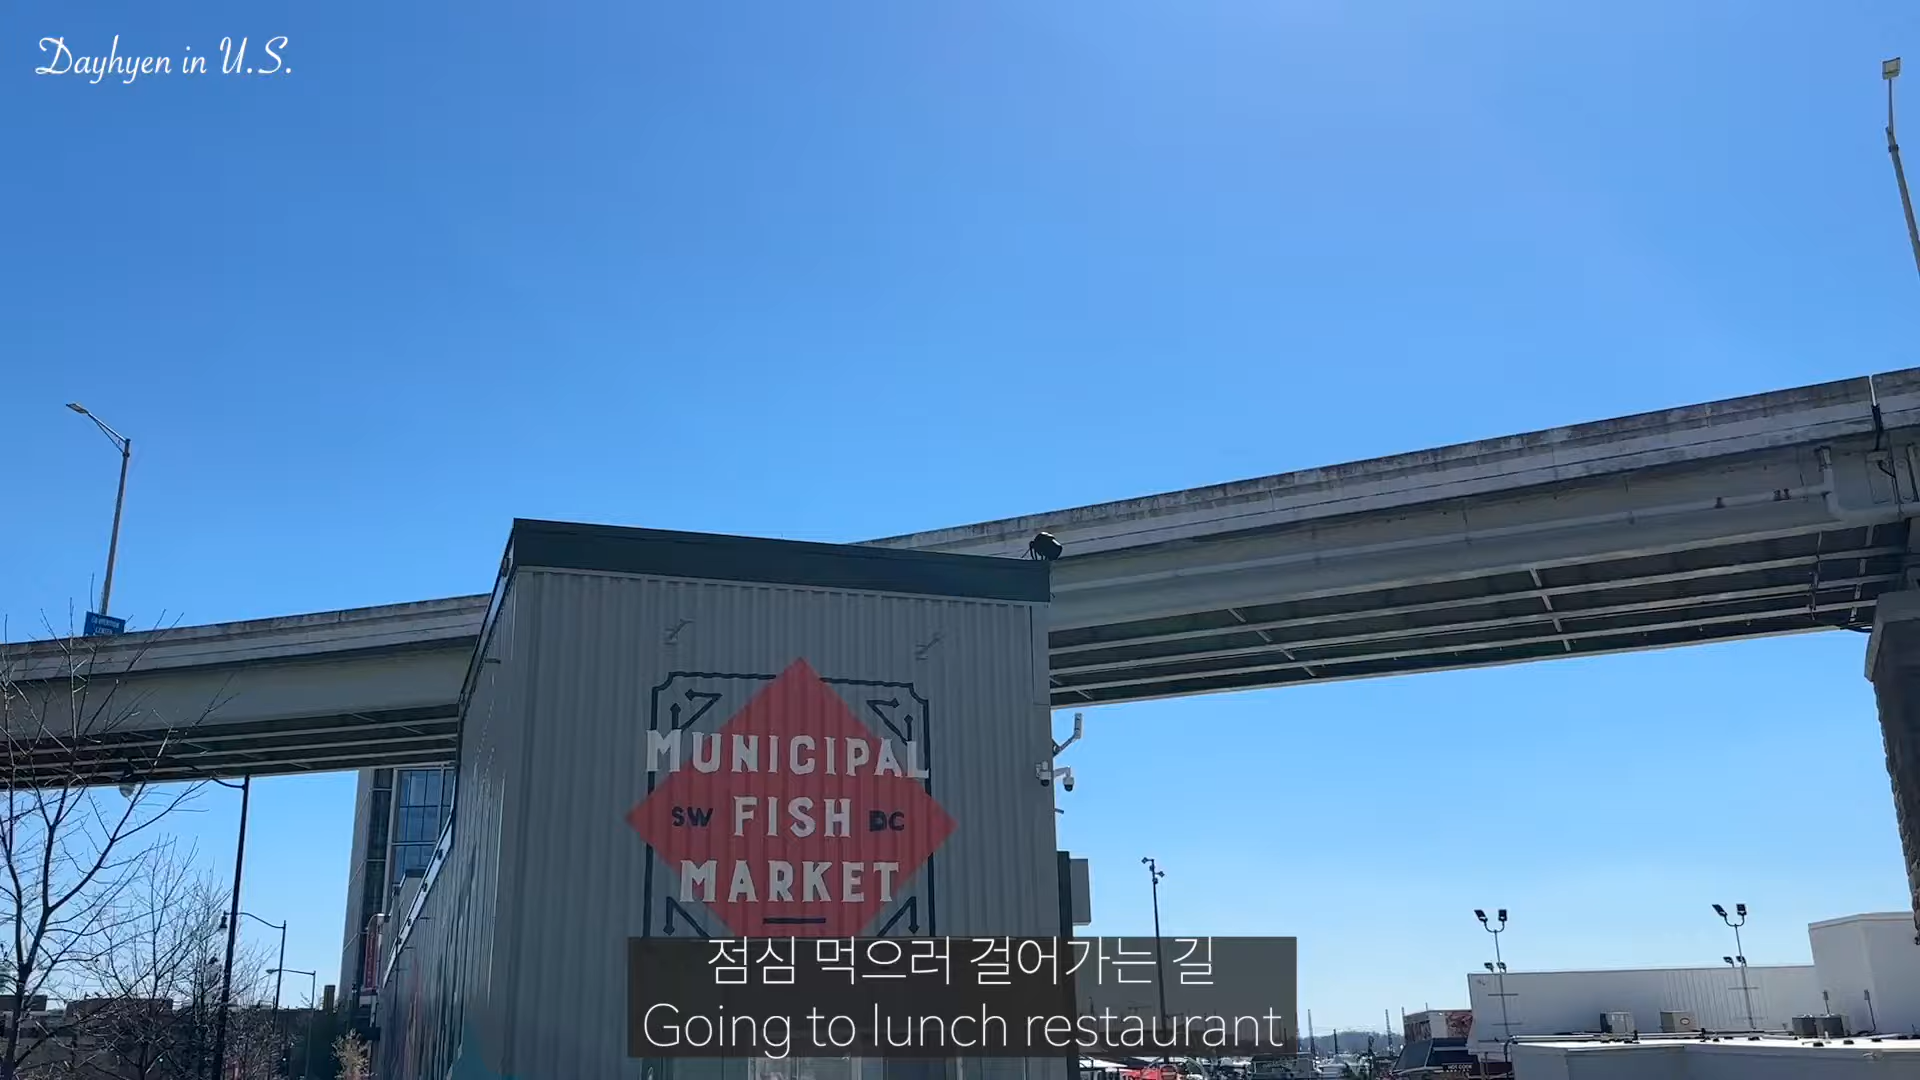 Dayhyen in U.S.
MUNICIPAL
SW FISH DC
MARKET
점심 먹으러 걸어가는 길
Going to lunch restaurant